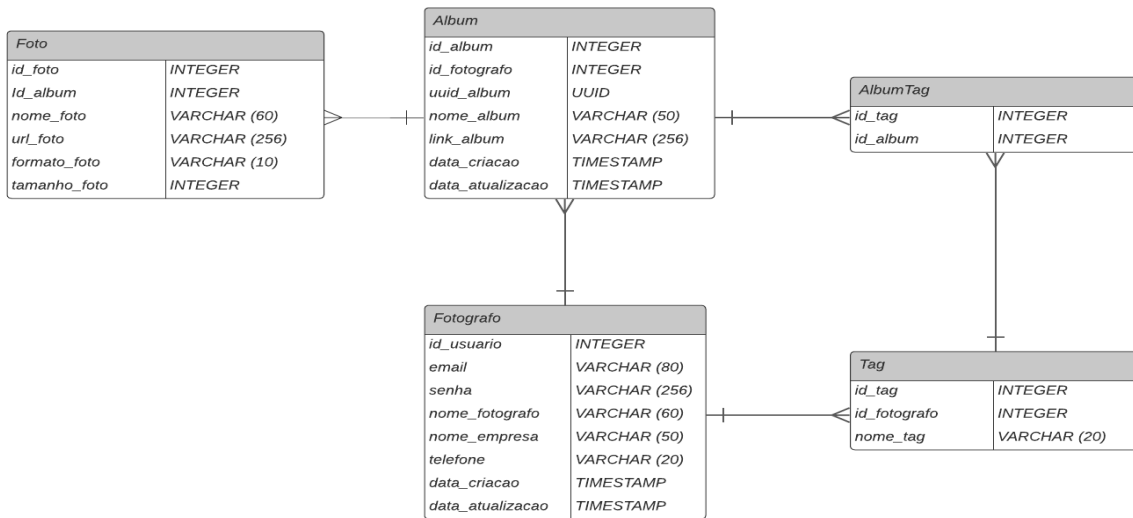 Foto
id_foto INTEGER
Id_album INTEGER
nome_foto VARCHAR (60)
url_foto VARCHAR (256)
formato_foto VARCHAR (10)
tamanho_foto INTEGER
Album
id_album INTEGER
id_fotografo INTEGER
uuid_album UUID
nome_album VARCHAR (50)
link_album VARCHAR (256)
data_criacao TIMESTAMP
data_atualizacao TIMESTAMP
AlbumTag
id_tag INTEGER
id_album INTEGER
Fotografo
id_usuario INTEGER
email VARCHAR (80)
senha VARCHAR (256)
nome_fotografo VARCHAR (60)
nome_empresa VARCHAR (50)
telefone VARCHAR (20)
data_criacao TIMESTAMP
data_atualizacao TIMESTAMP
Tag
id_tag INTEGER
id_fotografo INTEGER
nome_tag VARCHAR (20)